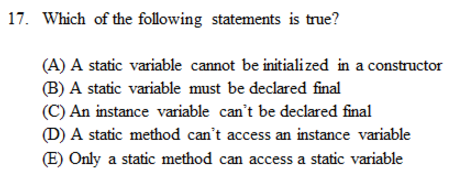 17. Which of the following statements is true?
(A) A static variable cannot be initialized in a constructor
(B) A static variable must be declared final
(C) An instance variable can't be declared final
(D) A static method can't access an instance variable
(E) Only a static method can access a static variable